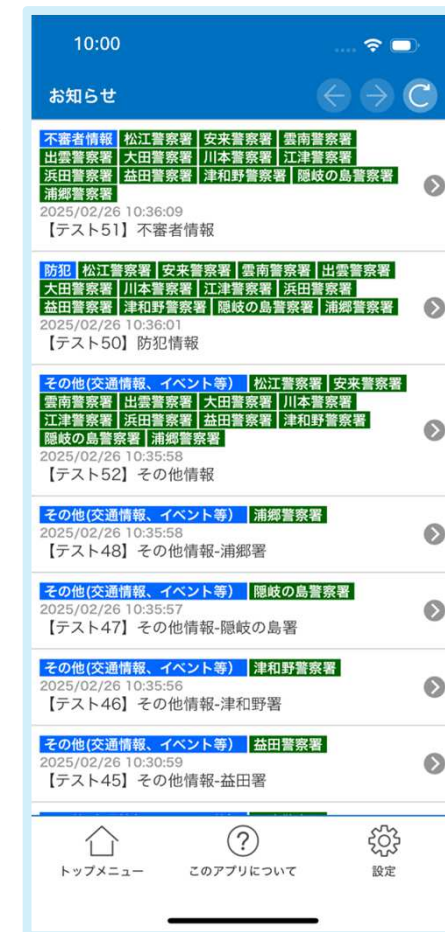 10:00
お知らせ
不審者情報 松江警察署 安来警察署 雲南警察署
出雲警察署 大田警察署 川本警察署 江津警察署
浜田警察署 益田警察署 津和野警察署 隠岐の島警察署
浦郷警察署
2025/02/26 10:36:09
【テスト51】不審者情報
防犯 松江警察署 安来警察署 雲南警察署 出雲警察署
大田警察署 川本警察署 江津警察署 浜田警察署
益田警察署 津和野警察署 隠岐の島警察署 浦郷警察署
2025/02/26 10:36:01
【テスト50】防犯情報
その他(交通情報、イベント等) 松江警察署 安来警察署
雲南警察署 出雲警察署 大田警察署 川本警察署
江津警察署 浜田警察署 益田警察署 津和野警察署
隠岐の島警察署 浦郷警察署
2025/02/26 10:35:58
【テスト52】その他情報
その他(交通情報、イベント等) 浦郷警察署
2025/02/26 10:35:58
【テスト48】その他情報-浦郷署
その他(交通情報、イベント等) 隠岐の島警察署
2025/02/26 10:35:57
【テスト47】その他情報-隠岐の島署
その他(交通情報、イベント等) 津和野警察署
2025/02/26 10:35:56
【テスト46】その他情報-津和野署
その他(交通情報、イベント等) 益田警察署
2025/02/26 10:30:59
【テスト45】その他情報-益田署
トップメニュー このアプリについて 設定